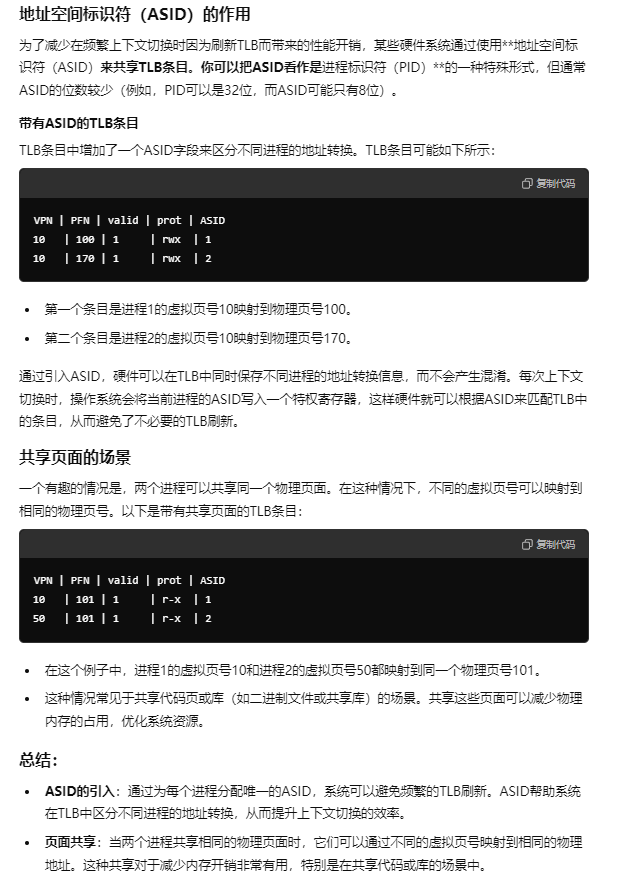 地址空间标识符（ASID）的作用
为了减少在频繁上下文切换时因为刷新TLB而带来的性能开销，某些硬件系统通过使用**地址空间标
识符（ASID）来共享TLB条目。你可以把ASID看作是进程标识符（PID）**的一种特殊形式，但通常
ASID的位数较少（例如，PID可以是32位，而ASID可能只有8位）。
带有ASID的TLB条目
TLB条目中增加了一个ASID字段来区分不同进程的地址转换。TLB条目可能如下所示：
复制代码
VPN | PFN | valid | prot | ASID
10 | 100 | 1 | rwx | 1
10 | 170 | 1 | rwx | 2
• 第一个条目是进程1的虚拟页号10映射到物理页号100。
• 第二个条目是进程2的虚拟页号10映射到物理页号170。
通过引入ASID，硬件可以在TLB中同时保存不同进程的地址转换信息，而不会产生混淆。每次上下文
切换时，操作系统会将当前进程的ASID写入一个特权寄存器，这样硬件就可以根据ASID来匹配TLB中
的条目，从而避免了不必要的TLB刷新。
共享页面的场景
一个有趣的情况是，两个进程可以共享同一个物理页面。在这种情况下，不同的虚拟页号可以映射到
相同的物理页号。以下是带有共享页面的TLB条目：
复制代码
VPN | PFN | valid | prot | ASID
10 | 101 | 1 | r-x | 1
50 | 101 | 1 | r-x | 2
• 在这个例子中，进程1的虚拟页号10和进程2的虚拟页号50都映射到同一个物理页号101。
• 这种情况常见于共享代码页或库（如二进制文件或共享库）的场景。共享这些页面可以减少物理
内存的占用，优化系统资源。
总结：
• ASID的引入：通过为每个进程分配唯一的ASID，系统可以避免频繁的TLB刷新。ASID帮助系统
在TLB中区分不同进程的地址转换，从而提升上下文切换的效率。
• 页面共享：当两个进程共享相同的物理页面时，它们可以通过不同的虚拟页号映射到相同的物理
地址。这种共享对于减少内存开销非常有用，特别是在共享代码或库的场景中。